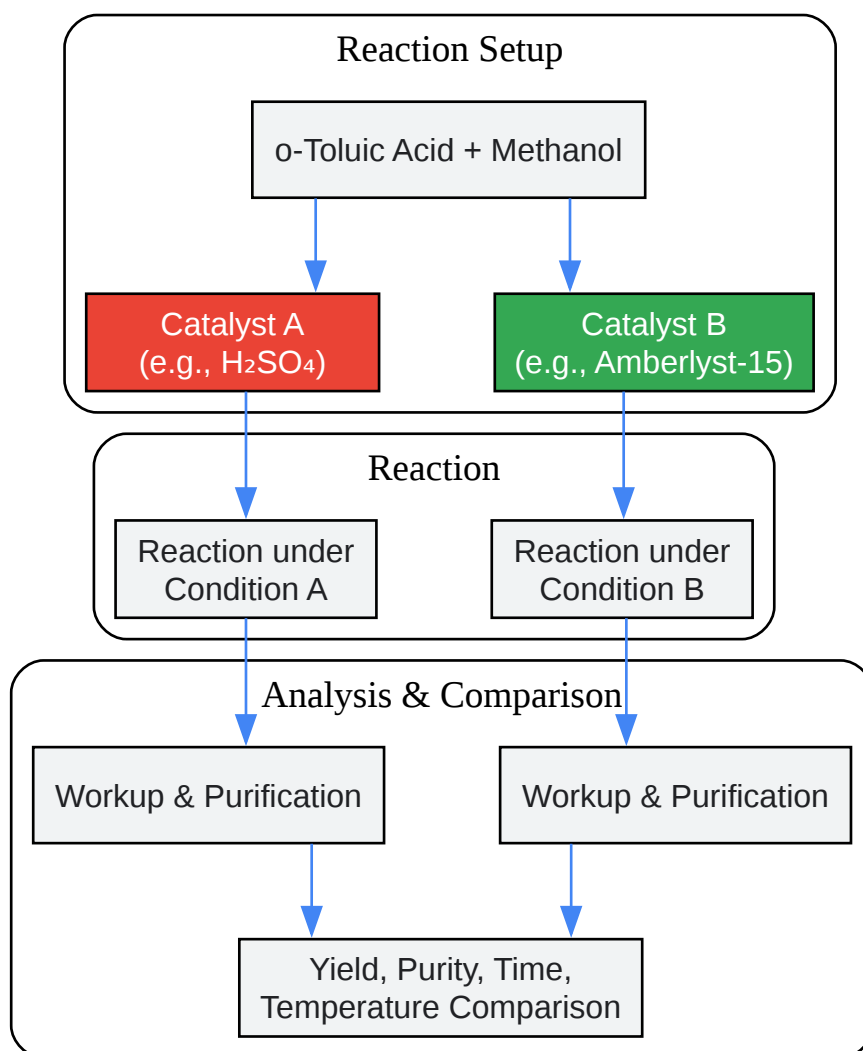 Reaction Setup
o-Toluic Acid + Methanol
Catalyst A
(e.g., H₂SO₄)
Catalyst B
(e.g., Amberlyst-15)
Reaction
Reaction under
Condition A
Reaction under
Condition B
Analysis & Comparison
Workup & Purification
Workup & Purification
Yield, Purity, Time,
Temperature Comparison